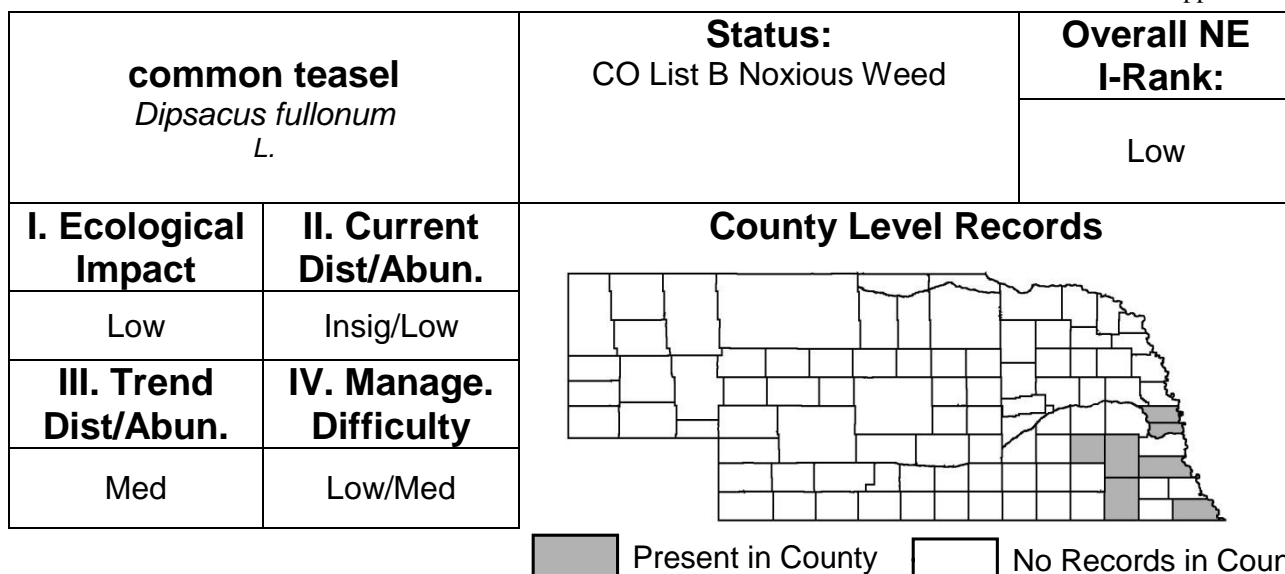 common teasel
Dipsacus fullonum
L.
Status:
CO List B Noxious Weed
Overall NE
I-Rank:
Low
I. Ecological
Impact
II. Current
Dist/Abun.
Low
Insig/Low
III. Trend
Dist/Abun.
IV. Manage.
Difficulty
Med
Low/Med
County Level Records
Present in County
No Records in